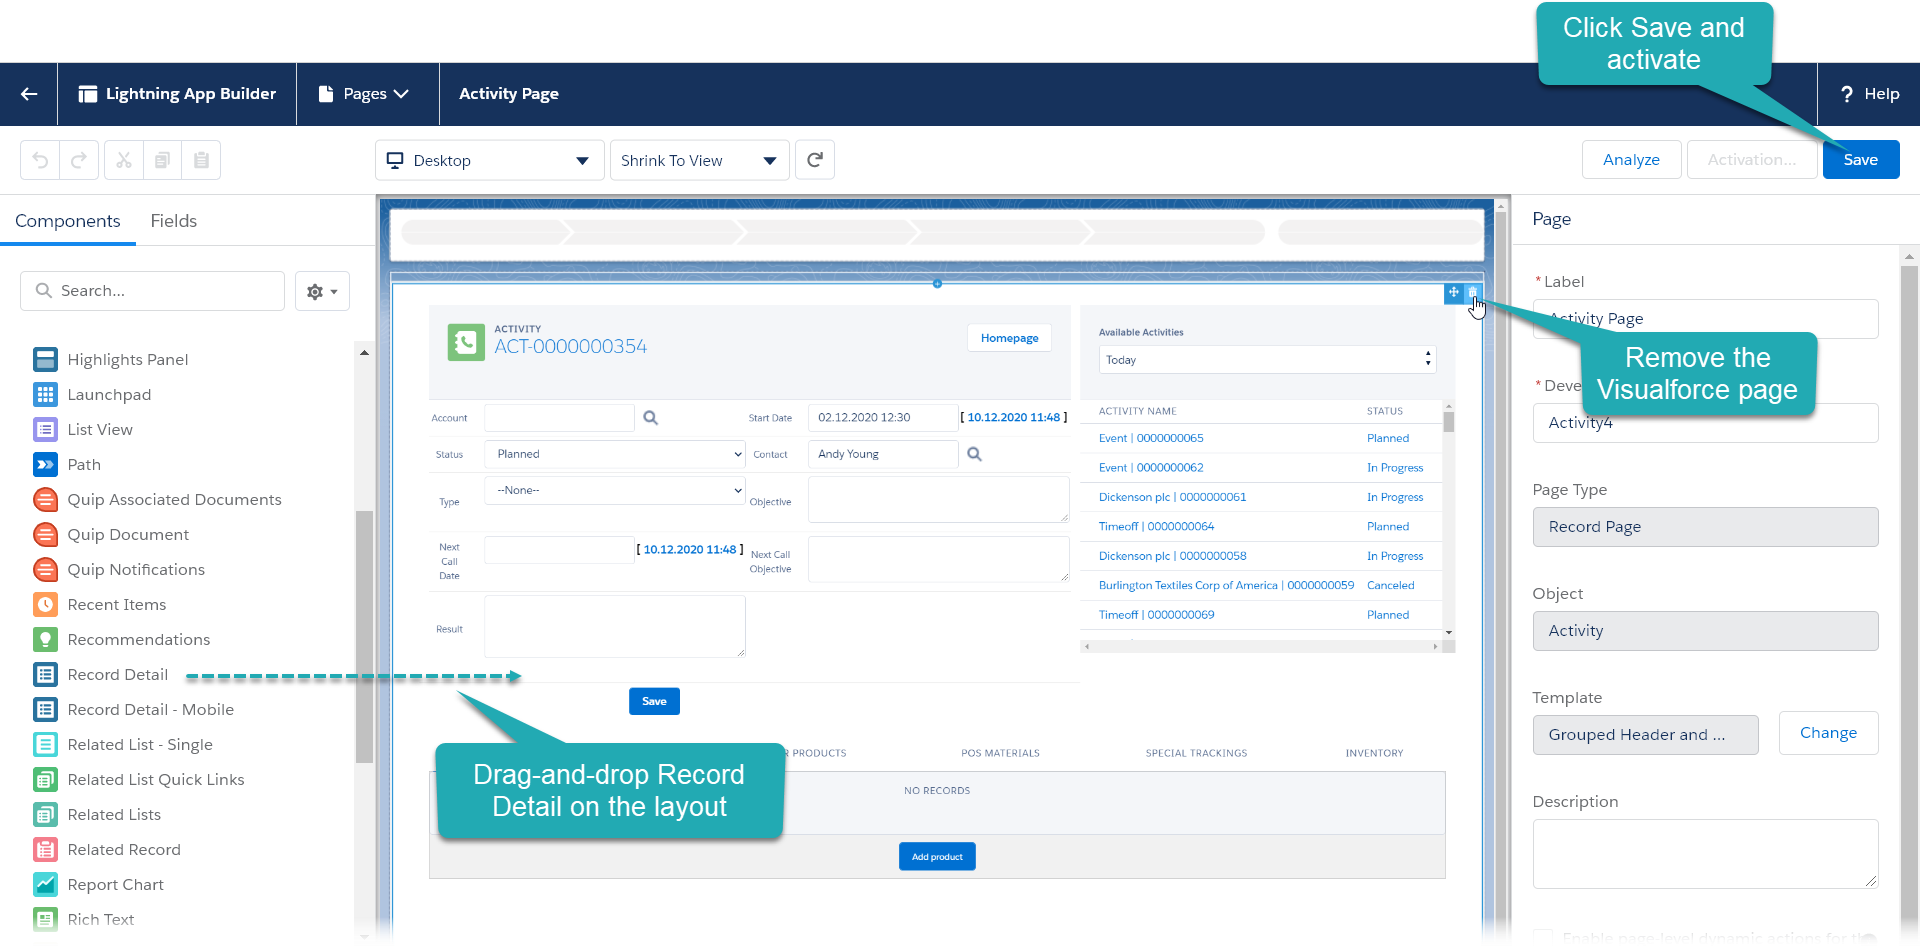 Click Save and
activate
Lightning App Builder
Pages
Activity Page
? Help
Desktop
Shrink To View
Analyze
Activation...
Save
Components
Fields
Search...
Highlights Panel
Launchpad
List View
Path
Quip Associated Documents
Quip Document
Quip Notifications
Recent Items
Recommendations
Record Detail
Record Detail - Mobile
Related List - Single
Related List Quick Links
Related Lists
Related Record
Report Chart
Rich Text
ACTIVITY
ACT-0000000354
Homepage
Account
Start Date
02.12.2020 12:30
[ 10.12.2020 11:48 ]
Status
Planned
Contact
Andy Young
Type
--None--
Objective
Next
Call
Date
[ 10.12.2020 11:48 ]
Next Call
Objective
Result
Save
Drag-and-drop Record
Detail on the layout
R PRODUCTS
POS MATERIALS
SPECIAL TRACKINGS
INVENTORY
NO RECORDS
Add product
Available Activities
Today
ACTIVITY NAME
STATUS
Event | 0000000065
Planned
Event | 0000000062
In Progress
Dickenson plc | 0000000061
In Progress
Timeoff | 0000000064
Planned
Dickenson plc | 0000000058
In Progress
Burlington Textiles Corp of America | 0000000059
Canceled
Timeoff | 0000000069
Planned
Page
* Label
Activity Page
Remove the
Visualforce page
* Deve
Activity4
Page Type
Record Page
Object
Activity
Template
Grouped Header and ...
Change
Description
Enable page-level dynamic actions for